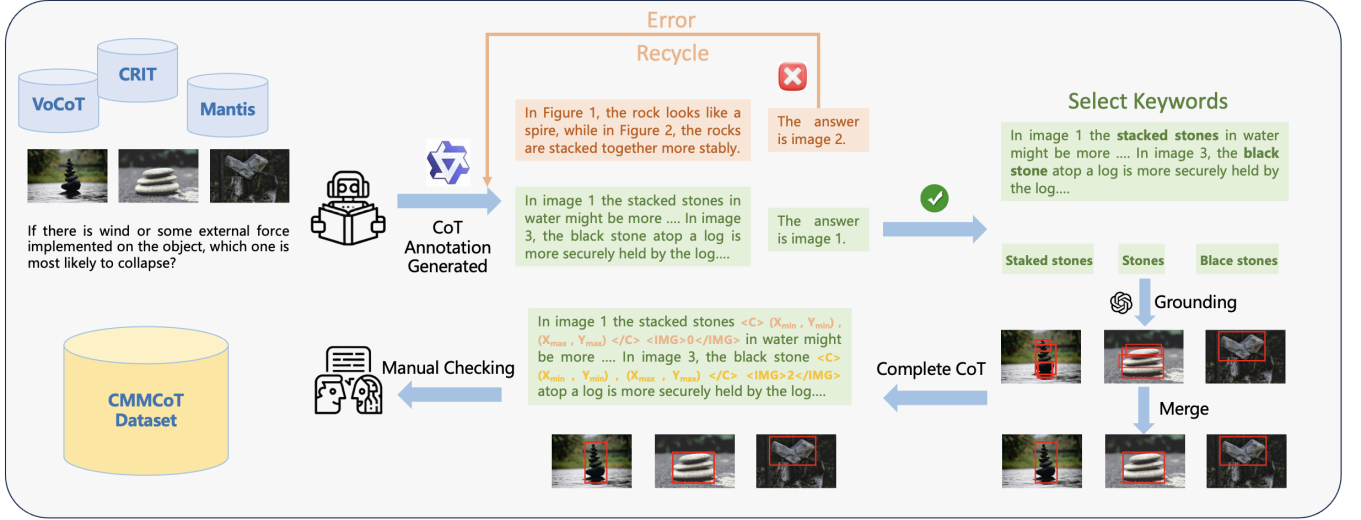 Error
Recycle
CRIT
VoCoT
Mantis
If there is wind or some external force
implemented on the object, which one is
most likely to collapse?
CoT
Annotation
Generated
In Figure 1, the rock looks like a
spire, while in Figure 2, the rocks
are stacked together more stably.
The answer
is image 2.
In image 1 the stacked stones in
water might be more .... In image
3, the black stone atop a log is
more securely held by the log....
The answer
is image 1.
Select Keywords
In image 1 the stacked stones in water
might be more .... In image 3, the black
stone atop a log is more securely held by
the log....
Staked stones
Stones
Blace stones
Grounding
Merge
Complete CoT
In image 1 the stacked stones <C> (Xmin , Ymin) ,
(Xmax , Ymax) </C> <IMG>0</IMG> in water might
be more .... In image 3, the black stone <C>
(Xmin , Ymin) , (Xmax , Ymax) </C> <IMG>2</IMG>
atop a log is more securely held by the log....
Manual Checking
CMMCoT
Dataset